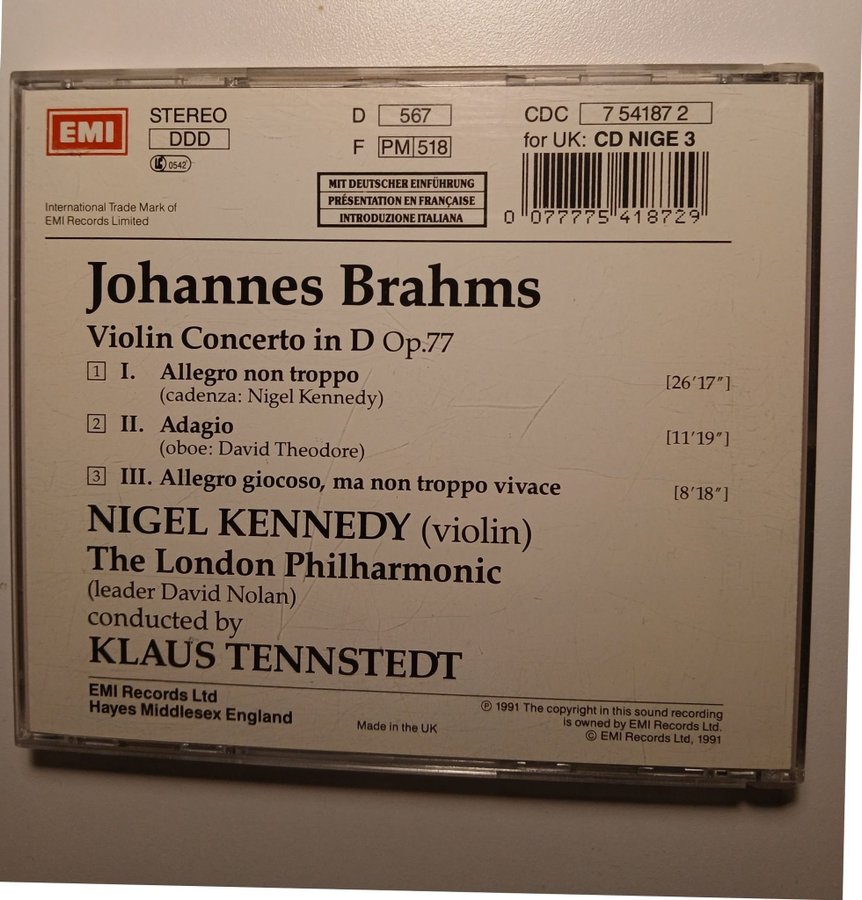 EMI
STEREO
DDD
LC 0542
International Trade Mark of
EMI Records Limited
D 567
F PM 518
MIT DEUTSCHER EINFÜHRUNG
PRÉSENTATION EN FRANÇAISE
INTRODUZIONE ITALIANA
CDC 7 54187 2
for UK: CD NIGE 3
0 077775 418729
Johannes Brahms
Violin Concerto in D Op.77
1 I. Allegro non troppo [26'17"]
(cadenza: Nigel Kennedy)
2 II. Adagio [11'19"]
(oboe: David Theodore)
3 III. Allegro giocoso, ma non troppo vivace [8'18"]
NIGEL KENNEDY (violin)
The London Philharmonic
(leader David Nolan)
conducted by
KLAUS TENNSTEDT
EMI Records Ltd
Hayes Middlesex England
Made in the UK
℗ 1991 The copyright in this sound recording
is owned by EMI Records Ltd.
© EMI Records Ltd, 1991